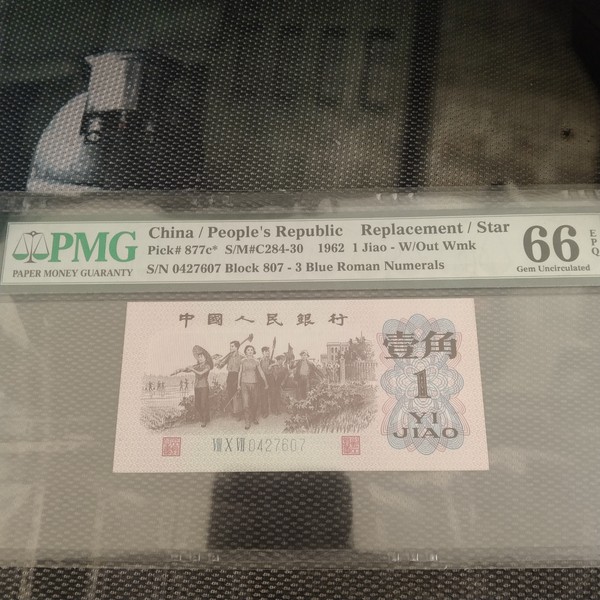 PMG
PAPER MONEY GUARANTY
China / People's Republic Replacement / Star
Pick# 877c* S/M#C284-30 1962 1 Jiao - W/Out Wmk
S/N 0427607 Block 807 - 3 Blue Roman Numerals
66
EPQ
Gem Uncirculated
中國人民銀行
壹角
1
YI
JIAO
VIII X VII 0427607